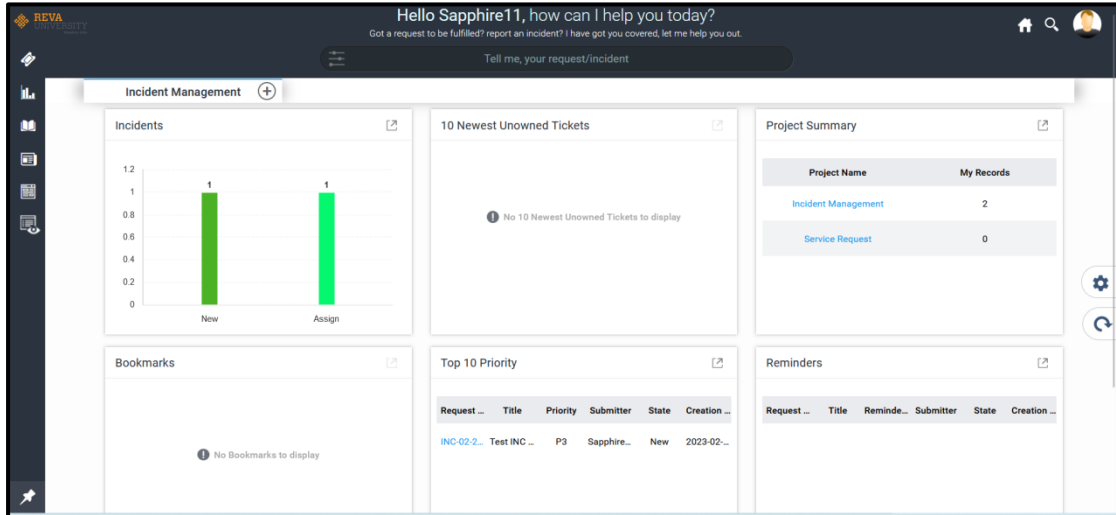 REVA
UNIVERSITY
Hello Sapphire11, how can I help you today?
Got a request to be fulfilled? report an incident? I have got you covered, let me help you out.
Tell me, your request/incident
Incident Management
Incidents
1.2
1
0.8
0.6
0.4
0.2
0
1
1
New Assign
10 Newest Unowned Tickets
No 10 Newest Unowned Tickets to display
Project Summary
Project Name My Records
Incident Management 2
Service Request 0
Bookmarks
No Bookmarks to display
Top 10 Priority
Request ... Title Priority Submitter State Creation ...
INC-02-2... Test INC ... P3 Sapphire... New 2023-02-...
Reminders
Request ... Title Reminde... Submitter State Creation ...